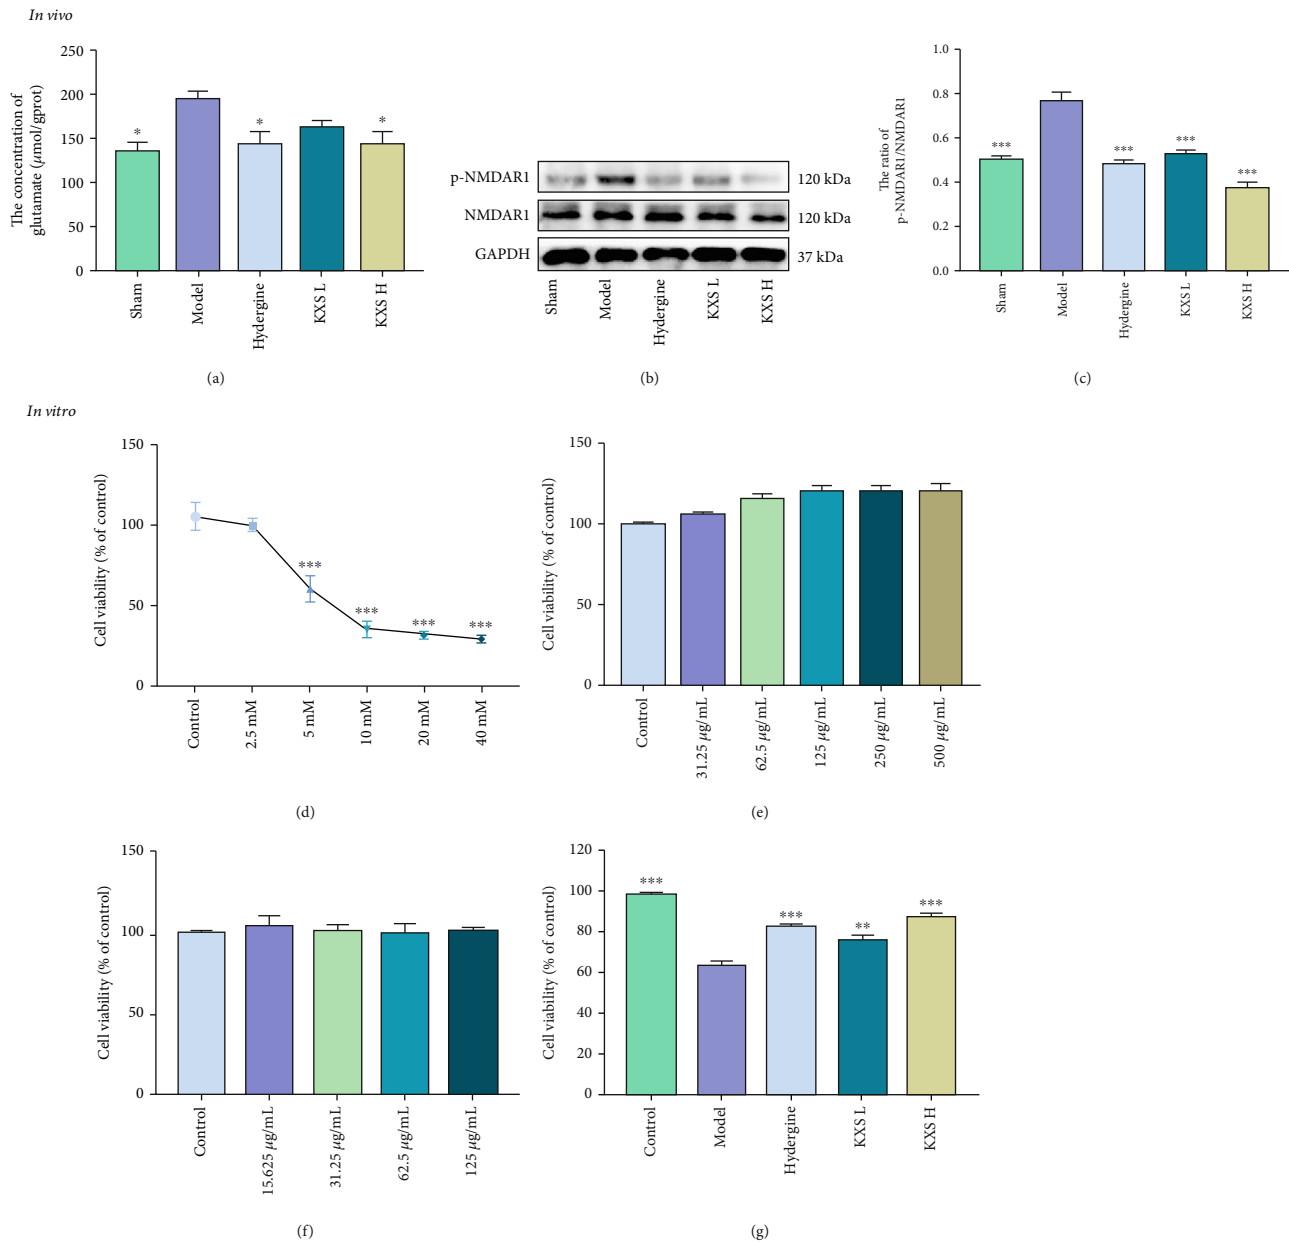 In vivo
The concentration of
glutamate (μmol/gprot)
250
200
150
100
50
0
*
*
*
Sham
Model
Hydergine
KXS L
KXS H
(a)
p-NMDAR1
120 kDa
NMDAR1
120 kDa
GAPDH
37 kDa
Sham
Model
Hydergine
KXS L
KXS H
(b)
The ratio of
p-NMDAR1/NMDAR1
1.0
0.8
0.6
0.4
0.2
0.0
***
***
***
***
Sham
Model
Hydergine
KXS L
KXS H
(c)
In vitro
Cell viability (% of control)
150
100
50
0
***
***
***
***
Control
2.5 mM
5 mM
10 mM
20 mM
40 mM
(d)
Cell viability (% of control)
150
100
50
0
Control
31.25 μg/mL
62.5 μg/mL
125 μg/mL
250 μg/mL
500 μg/mL
(e)
Cell viability (% of control)
150
100
50
0
Control
15.625 μg/mL
31.25 μg/mL
62.5 μg/mL
125 μg/mL
(f)
Cell viability (% of control)
120
100
80
60
40
20
0
***
***
**
***
Control
Model
Hydergine
KXS L
KXS H
(g)